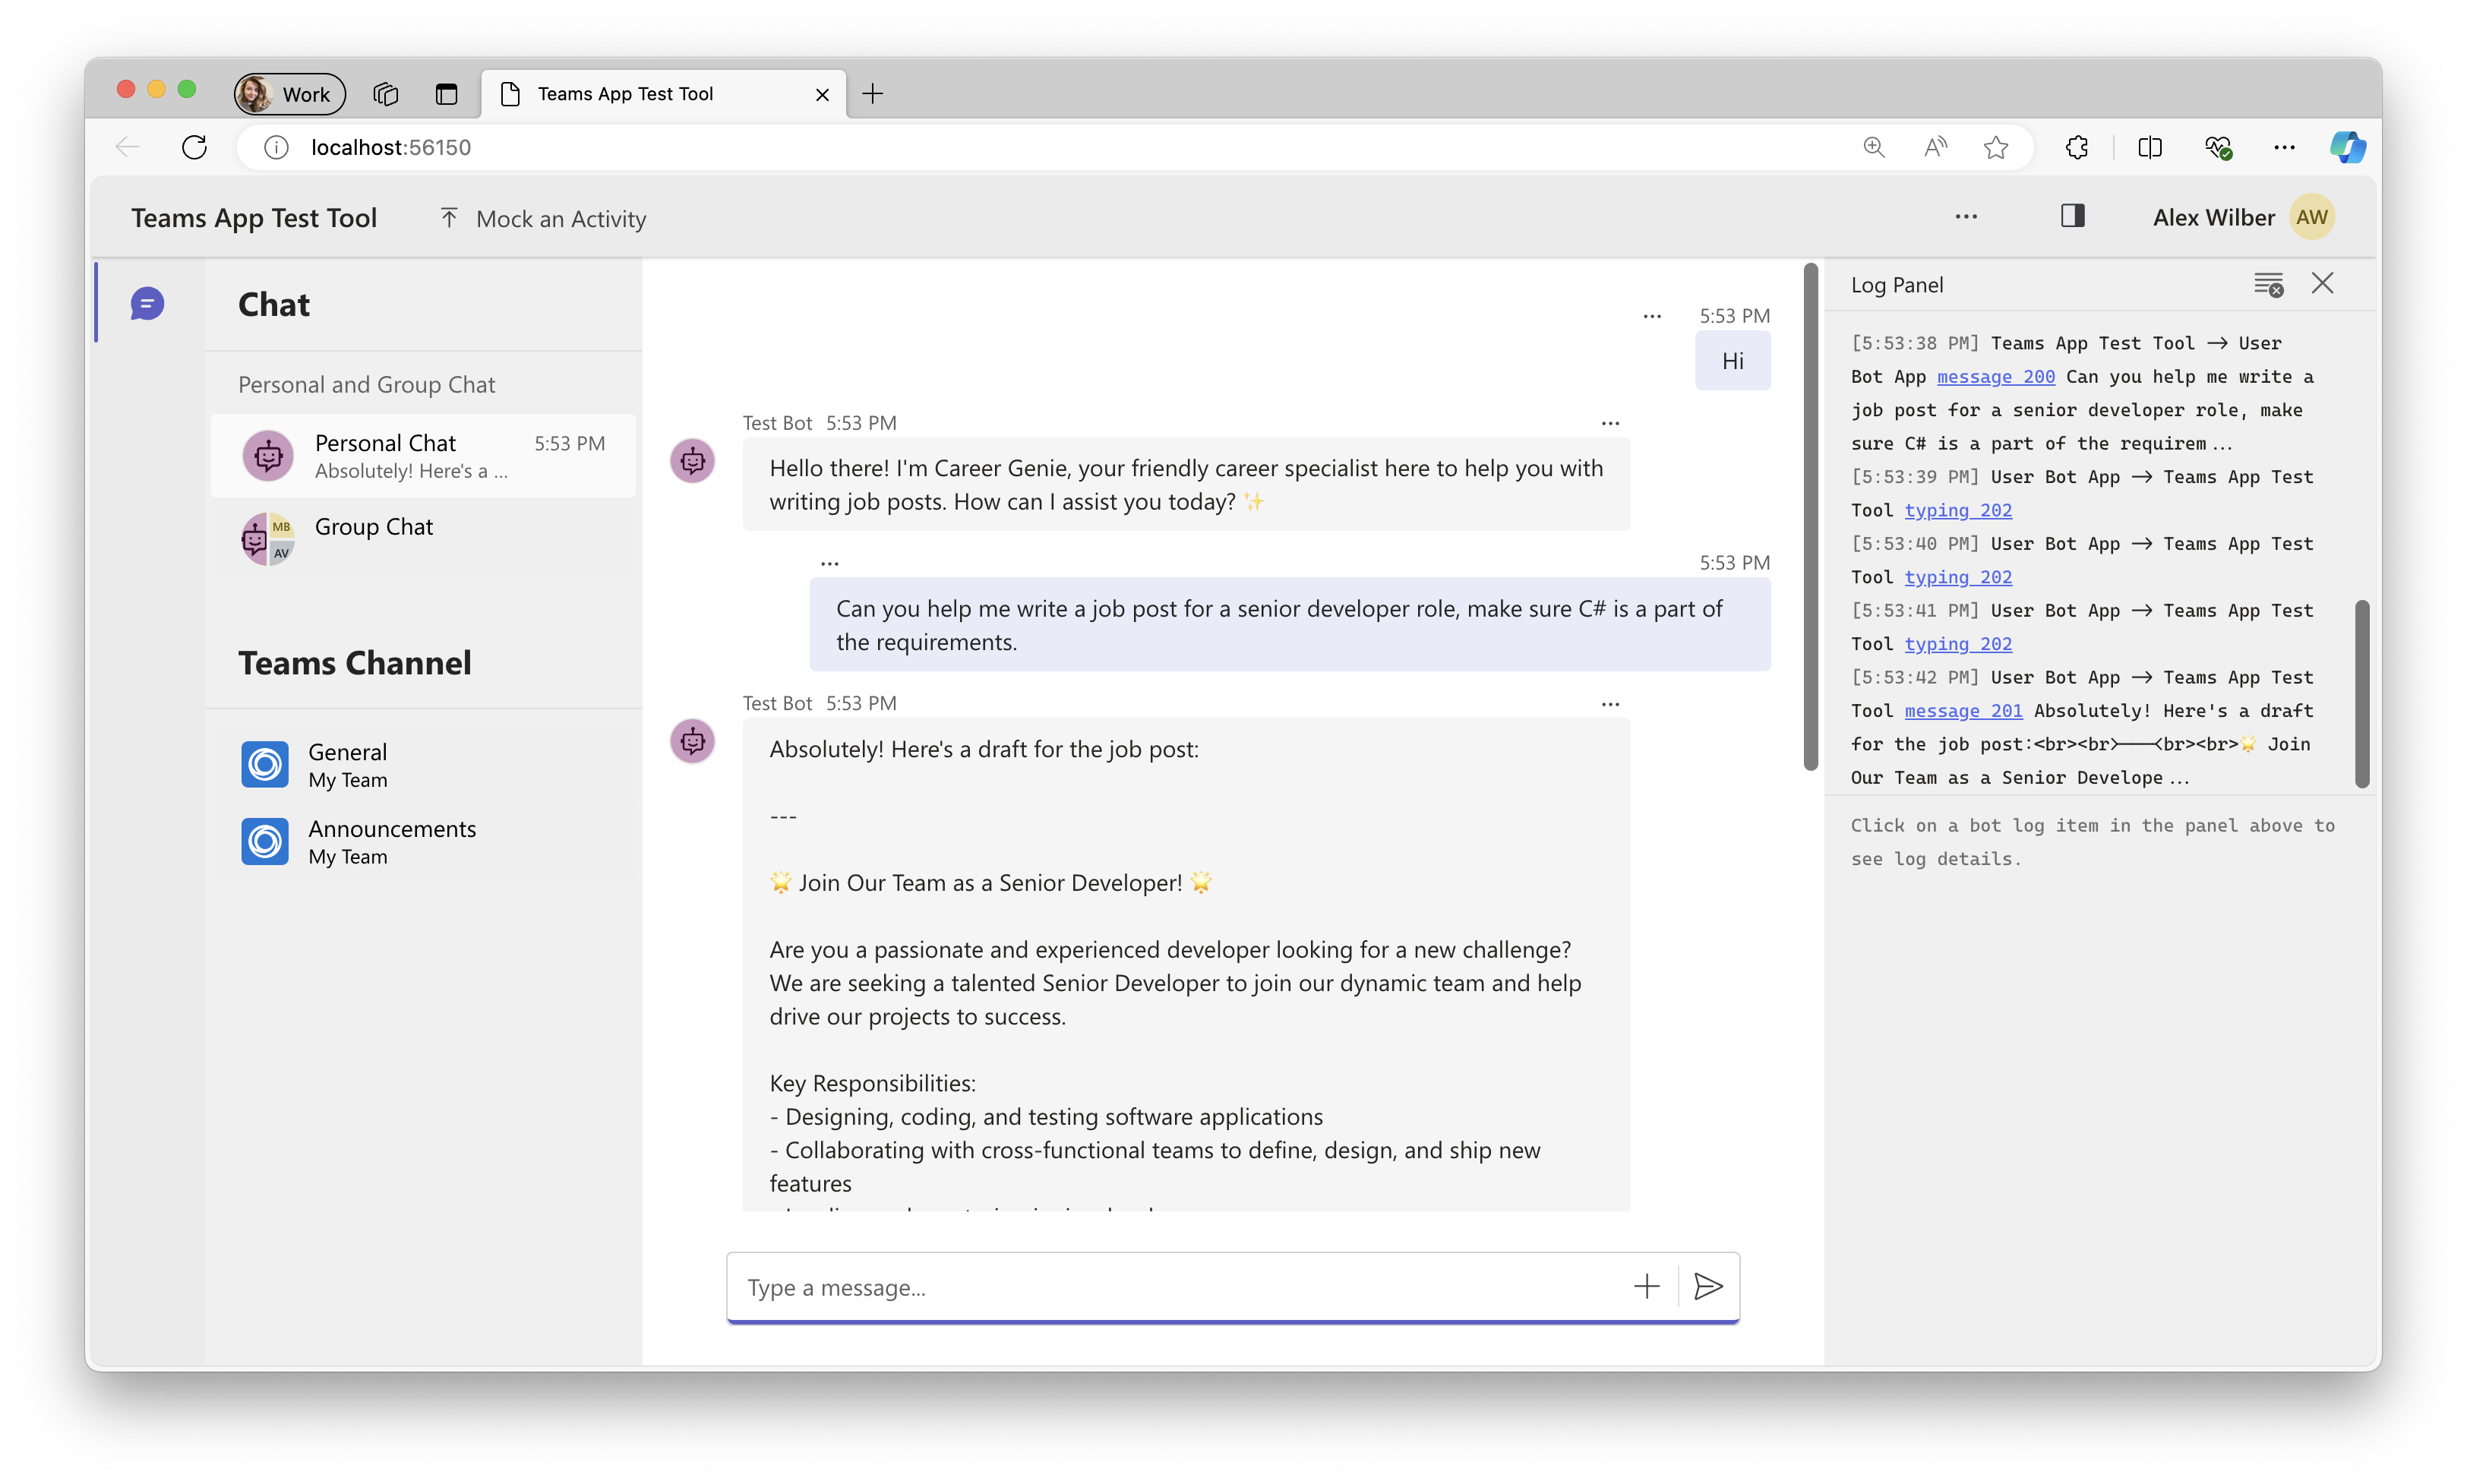 Work
Teams App Test Tool
localhost:56150
Teams App Test Tool
Mock an Activity
Alex Wilber
AW
Chat
Personal and Group Chat
Personal Chat
5:53 PM
Absolutely! Here's a ...
MB
AV
Group Chat
Teams Channel
General
My Team
Announcements
My Team
5:53 PM
Hi
Test Bot 5:53 PM
Hello there! I'm Career Genie, your friendly career specialist here to help you with
writing job posts. How can I assist you today? ✨
5:53 PM
Can you help me write a job post for a senior developer role, make sure C# is a part of
the requirements.
Test Bot 5:53 PM
Absolutely! Here's a draft for the job post:
---
🌟 Join Our Team as a Senior Developer! 🌟
Are you a passionate and experienced developer looking for a new challenge?
We are seeking a talented Senior Developer to join our dynamic team and help
drive our projects to success.
Key Responsibilities:
- Designing, coding, and testing software applications
- Collaborating with cross-functional teams to define, design, and ship new
features
Type a message...
Log Panel
[5:53:38 PM] Teams App Test Tool → User
Bot App message 200 Can you help me write a
job post for a senior developer role, make
sure C# is a part of the requirem...
[5:53:39 PM] User Bot App → Teams App Test
Tool typing 202
[5:53:40 PM] User Bot App → Teams App Test
Tool typing 202
[5:53:41 PM] User Bot App → Teams App Test
Tool typing 202
[5:53:42 PM] User Bot App → Teams App Test
Tool message 201 Absolutely! Here's a draft
for the job post:<br><br>---<br><br>🌟 Join
Our Team as a Senior Develope...
Click on a bot log item in the panel above to
see log details.